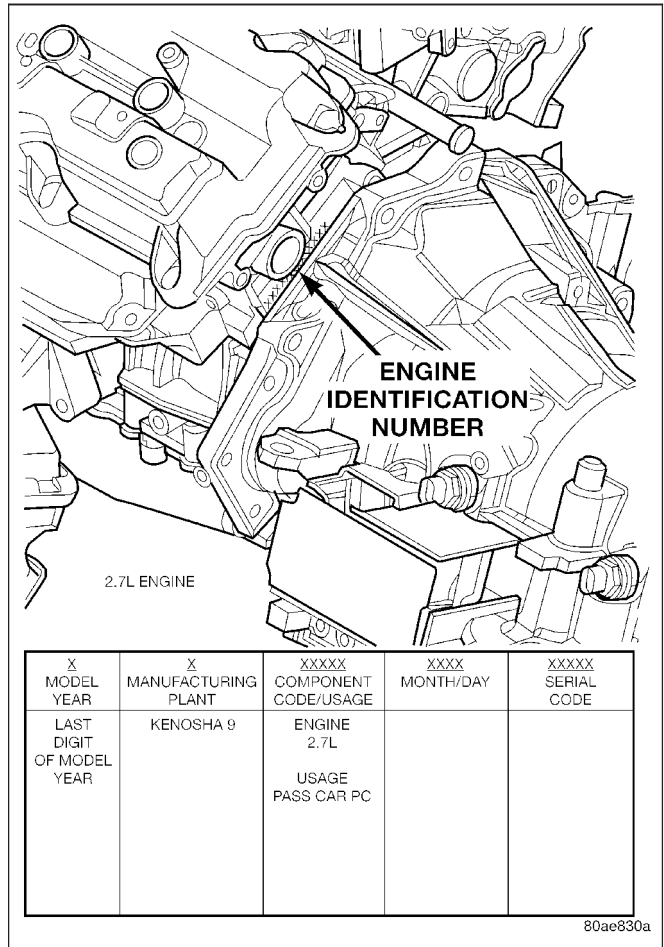 ENGINE
IDENTIFICATION
NUMBER
2.7L ENGINE
X
MODEL
YEAR
X
MANUFACTURING
PLANT
XXXXX
COMPONENT
CODE/USAGE
XXXX
MONTH/DAY
XXXXX
SERIAL
CODE
LAST
DIGIT
OF MODEL
YEAR
KENOSHA 9
ENGINE
2.7L
USAGE
PASS CAR PC
80ae830a